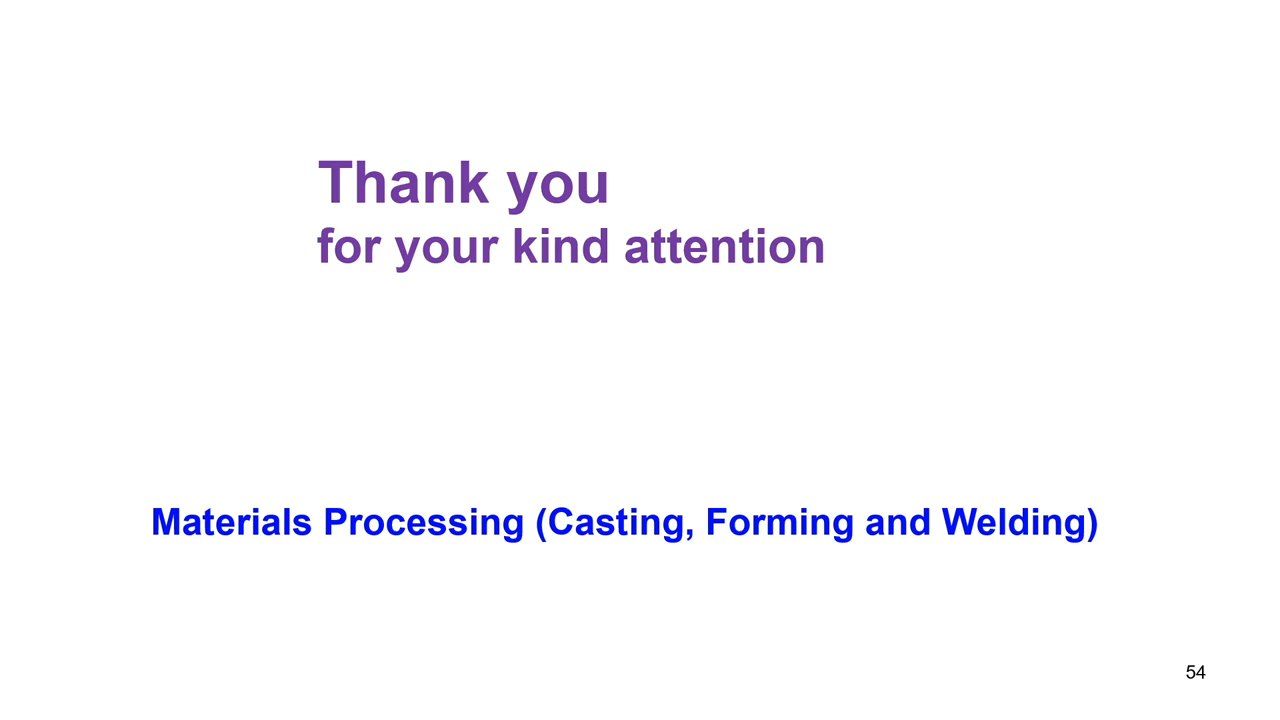 Thank you
for your kind attention
Materials Processing (Casting, Forming and Welding)
54